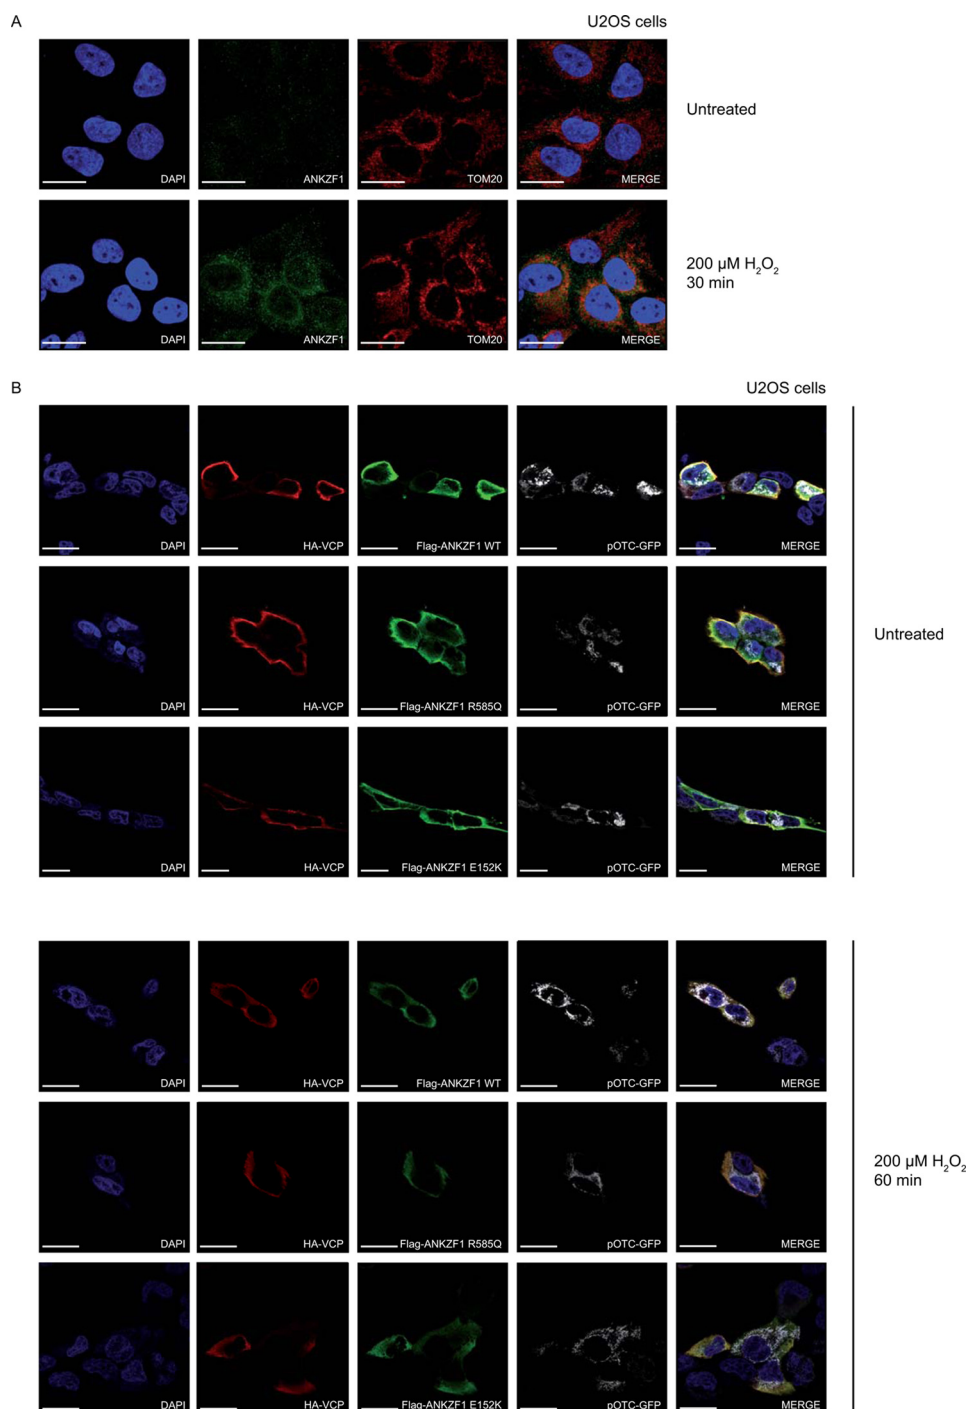 A
U2OS cells
DAPI
ANKZF1
TOM20
MERGE
Untreated
DAPI
ANKZF1
TOM20
MERGE
200 µM H₂O₂
30 min
B
U2OS cells
DAPI
HA-VCP
Flag-ANKZF1 WT
pOTC-GFP
MERGE
DAPI
HA-VCP
Flag-ANKZF1 R585Q
pOTC-GFP
MERGE
Untreated
DAPI
HA-VCP
Flag-ANKZF1 E152K
pOTC-GFP
MERGE
DAPI
HA-VCP
Flag-ANKZF1 WT
pOTC-GFP
MERGE
DAPI
HA-VCP
Flag-ANKZF1 R585Q
pOTC-GFP
MERGE
200 µM H₂O₂
60 min
DAPI
HA-VCP
Flag-ANKZF1 E152K
pOTC-GFP
MERGE